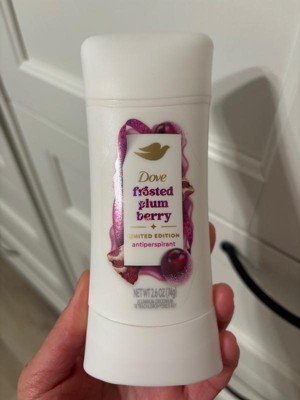 Dove
frosted
plum
berry
LIMITED EDITION
antiperspirant
NET WT 2.6 OZ (74g)